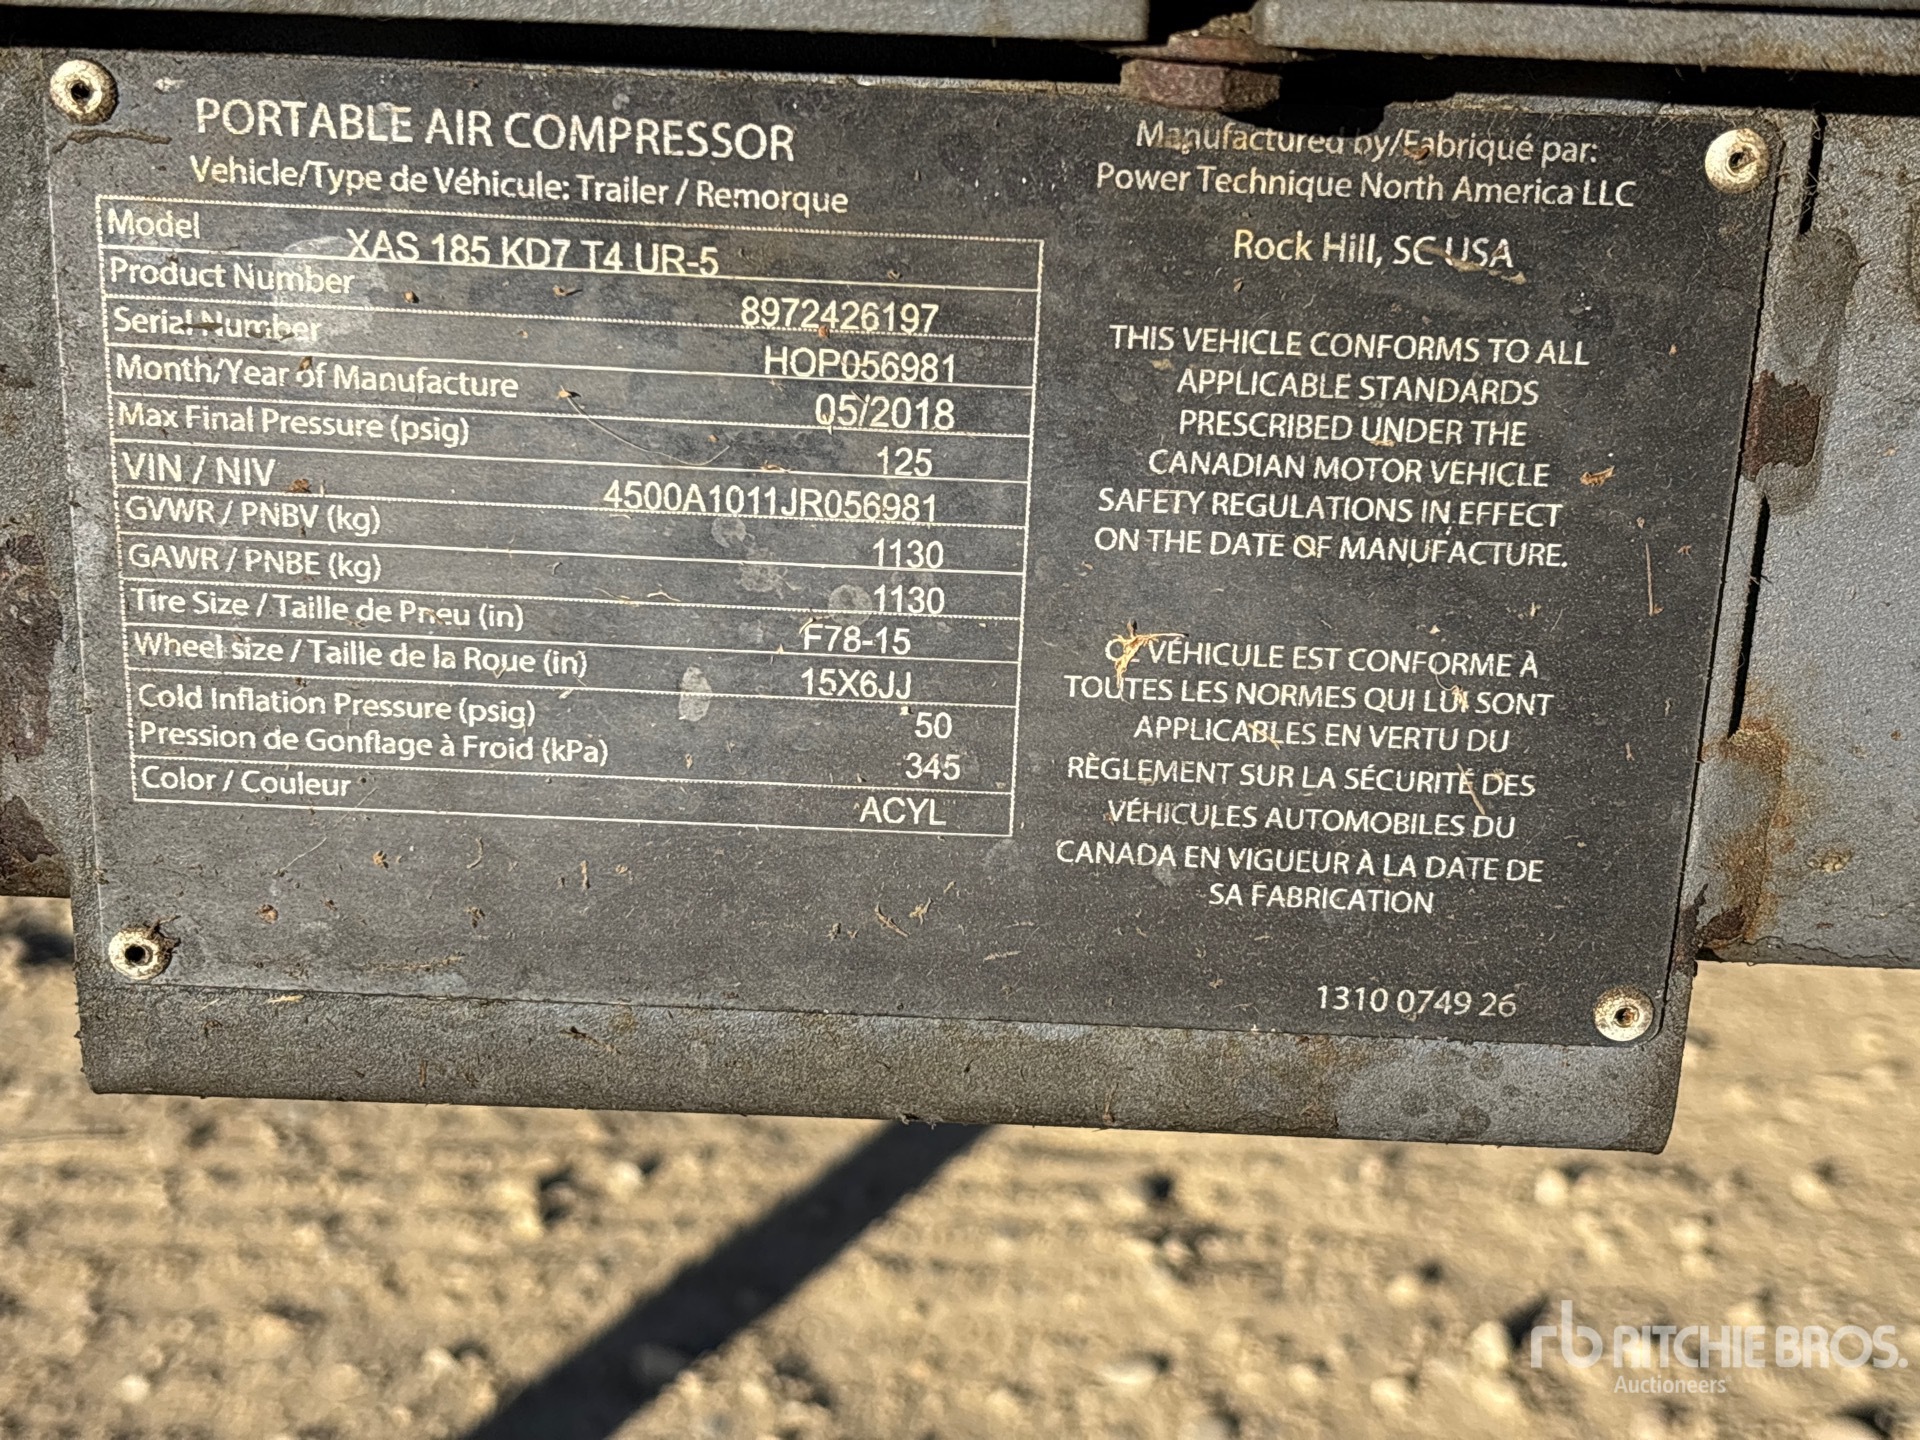 PORTABLE AIR COMPRESSOR
Vehicle/Type de Véhicule: Trailer / Remorque
Model XAS 185 KD7 T4 UR-5
Product Number 8972426197
Serial Number HOP056981
Month/Year of Manufacture 05/2018
Max Final Pressure (psig) 125
VIN / NIV 4500A1011JR056981
GVWR / PNBV (kg) 1130
GAWR / PNBE (kg) 1130
Tire Size / Taille de Pneu (in) F78-15
Wheel size / Taille de la Roue (in) 15X6JJ
Cold Inflation Pressure (psig) 50
Pression de Gonflage à Froid (kPa) 345
Color / Couleur ACYL
Manufactured by/Fabriqué par:
Power Technique North America LLC
Rock Hill, SC USA
THIS VEHICLE CONFORMS TO ALL
APPLICABLE STANDARDS
PRESCRIBED UNDER THE
CANADIAN MOTOR VEHICLE
SAFETY REGULATIONS IN EFFECT
ON THE DATE OF MANUFACTURE.
CE VÉHICULE EST CONFORME À
TOUTES LES NORMES QUI LUI SONT
APPLICABLES EN VERTU DU
RÈGLEMENT SUR LA SÉCURITÉ DES
VÉHICULES AUTOMOBILES DU
CANADA EN VIGUEUR À LA DATE DE
SA FABRICATION
1310 0749 26
rb RITCHIE BROS.
Auctioneers